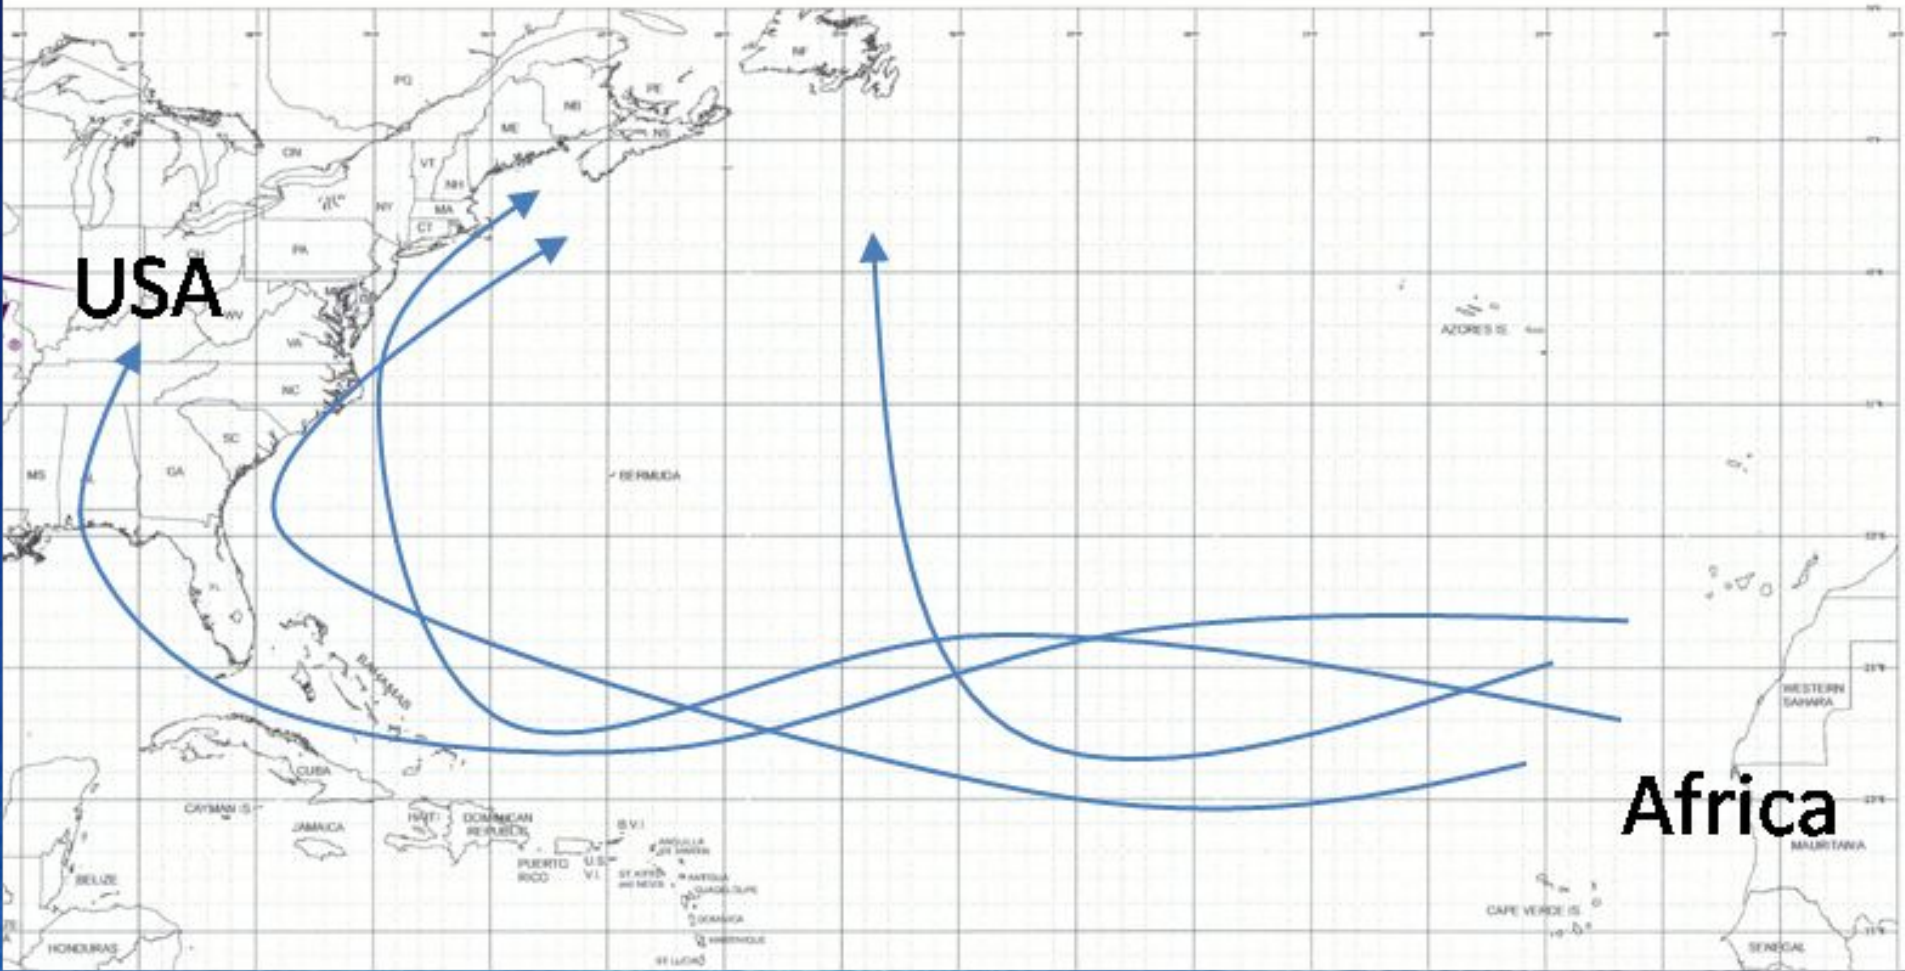 NF
PQ
PE
NB
ME
NS
ON
VT
NH
NY
MA
CT
PA
OH
USA
WV
VA
AZORES IS.
NC
SC
MS
GA
BERMUDA
FL
BAHAMAS
WESTERN
SAHARA
CUBA
Africa
CAYMAN IS.
HAITI
DOMINICAN
REPUBLIC
JAMAICA
B.V.I.
MAURITANIA
PUERTO
RICO
U.S.
V.I.
ANGUILLA
ST. KITTS
and NEVIS
ANTIGUA
BELIZE
GUADELOUPE
CAPE VERDE IS.
DOMINICA
MARTINIQUE
HONDURAS
SENEGAL
ST LUCIA